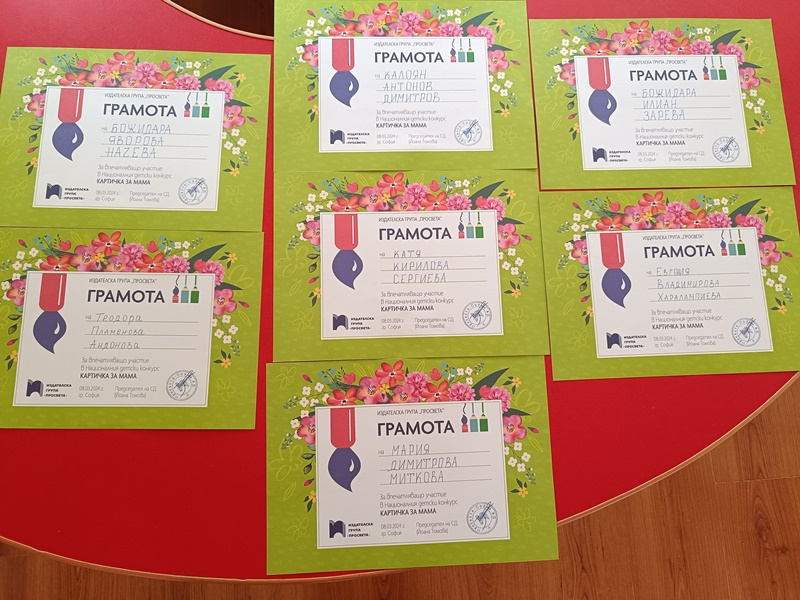 ИЗДАТЕЛСКА ГРУПА „ПРОСВЕТА“
ГРАМОТА
на БОЖИДАРА
ЯВОРОВА
НАЧЕВА
За впечатляващо участие
в Националния детски конкурс
КАРТИЧКА ЗА МАМА
ИЗДАТЕЛСКА
ГРУПА
•ПРОСВЕТА•
08.03.2024 г.
гр. София
Председател на СД
(Йоана Томова)
ИЗДАТЕЛСКА ГРУПА „ПРОСВЕТА“
ГРАМОТА
на КАЛОЯН
АНТОНОВ
ДИМИТРОВ
За впечатляващо участие
в Националния детски конкурс
КАРТИЧКА ЗА МАМА
ИЗДАТЕЛСКА
ГРУПА
•ПРОСВЕТА•
08.03.2024 г.
гр. София
Председател на СД
(Йоана Томова)
ИЗДАТЕЛСКА ГРУПА „ПРОСВЕТА“
ГРАМОТА
на БОЖИДАРА
ИЛИАН
ЗАРЕВА
За впечатляващо участие
в Националния детски конкурс
КАРТИЧКА ЗА МАМА
ИЗДАТЕЛСКА
ГРУПА
•ПРОСВЕТА•
08.03.2024 г.
гр. София
Председател на СД
(Йоана Томова)
ИЗДАТЕЛСКА ГРУПА „ПРОСВЕТА“
ГРАМОТА
на Теодора
Пламенова
Андонова
За впечатляващо участие
в Националния детски конкурс
КАРТИЧКА ЗА МАМА
ИЗДАТЕЛСКА
ГРУПА
•ПРОСВЕТА•
08.03.2024 г.
гр. София
Председател на СД
(Йоана Томова)
ИЗДАТЕЛСКА ГРУПА „ПРОСВЕТА“
ГРАМОТА
на КАТЯ
КИРИЛОВА
СЕРГИЕВА
За впечатляващо участие
в Националния детски конкурс
КАРТИЧКА ЗА МАМА
ИЗДАТЕЛСКА
ГРУПА
•ПРОСВЕТА•
08.03.2024 г.
гр. София
Председател на СД
(Йоана Томова)
ИЗДАТЕЛСКА ГРУПА „ПРОСВЕТА“
ГРАМОТА
на ЕВГЕНИЯ
ВЛАДИМИРОВА
ХАРАЛАМПИЕВА
За впечатляващо участие
в Националния детски конкурс
КАРТИЧКА ЗА МАМА
ИЗДАТЕЛСКА
ГРУПА
•ПРОСВЕТА•
08.03.2024 г.
гр. София
Председател на СД
(Йоана Томова)
ИЗДАТЕЛСКА ГРУПА „ПРОСВЕТА“
ГРАМОТА
на МАРИЯ
ДИМИТРОВА
МИТКОВА
За впечатляващо участие
в Националния детски конкурс
КАРТИЧКА ЗА МАМА
ИЗДАТЕЛСКА
ГРУПА
•ПРОСВЕТА•
08.03.2024 г.
гр. София
Председател на СД
(Йоана Томова)